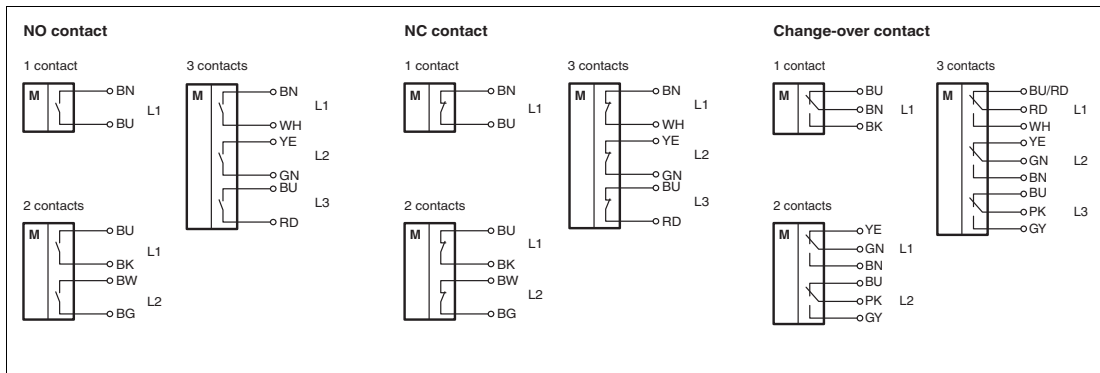 NO contact
1 contact
M
BN
BU
L1
3 contacts
M
BN
L1
WH
YE
L2
GN
BU
L3
RD
2 contacts
M
BU
L1
BK
BW
L2
BG
NC contact
1 contact
M
BN
BU
L1
3 contacts
M
BN
L1
WH
YE
L2
GN
BU
L3
RD
2 contacts
M
BU
L1
BK
BW
L2
BG
Change-over contact
1 contact
M
BU
BN L1
BK
3 contacts
M
BU/RD
RD L1
WH
YE
GN L2
BN
BU
PK L3
GY
2 contacts
M
YE
GN L1
BN
BU
PK L2
GY